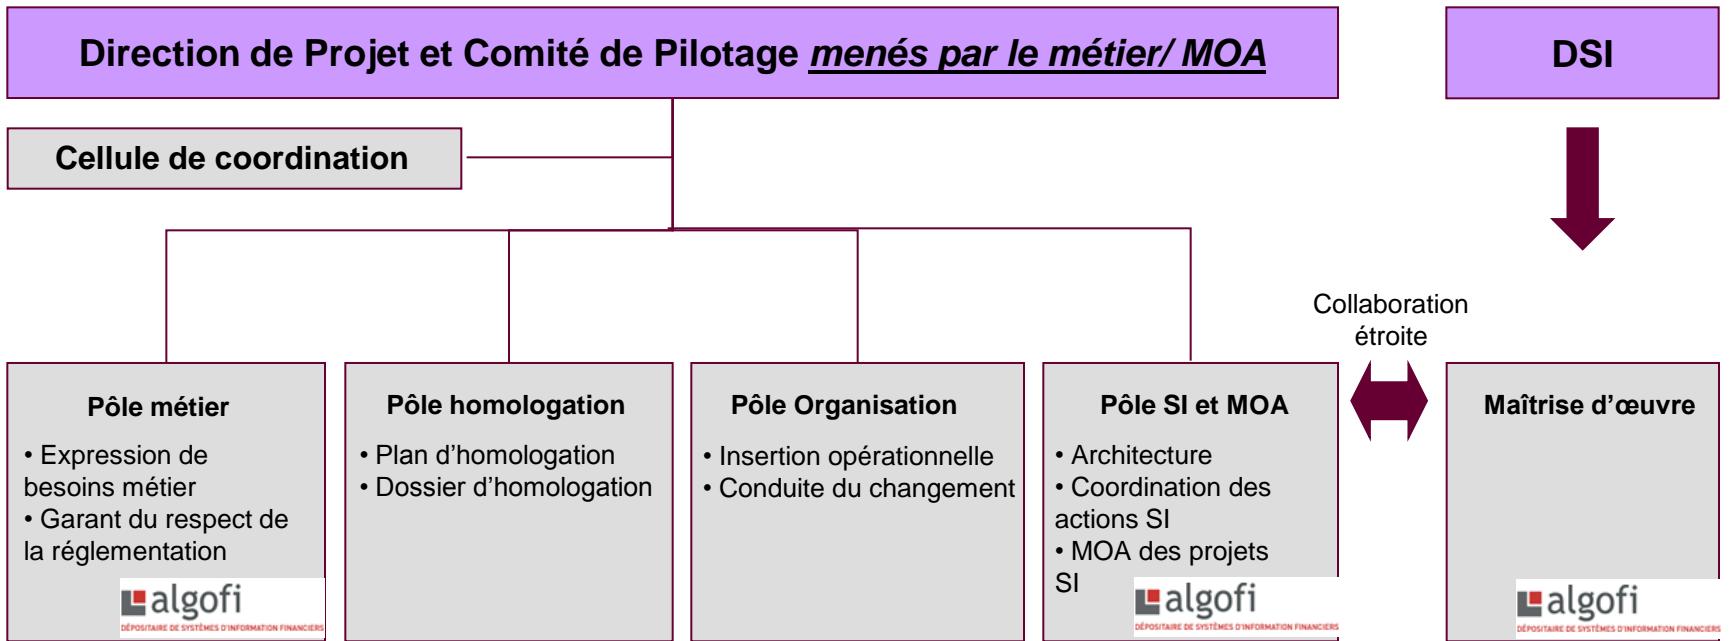 Direction de Projet et Comité de Pilotage menés par le métier/ MOA
DSI
Cellule de coordination
Collaboration
étroite
Pôle métier
• Expression de
besoins métier
• Garant du respect de
la réglementation
algofi
DÉPOSITAIRE DE SYSTÈMES D'INFORMATION FINANCIERS
Pôle homologation
• Plan d’homologation
• Dossier d’homologation
Pôle Organisation
• Insertion opérationnelle
• Conduite du changement
Pôle SI et MOA
• Architecture
• Coordination des
actions SI
• MOA des projets
SI
algofi
DÉPOSITAIRE DE SYSTÈMES D'INFORMATION FINANCIERS
Maîtrise d’œuvre
algofi
DÉPOSITAIRE DE SYSTÈMES D'INFORMATION FINANCIERS